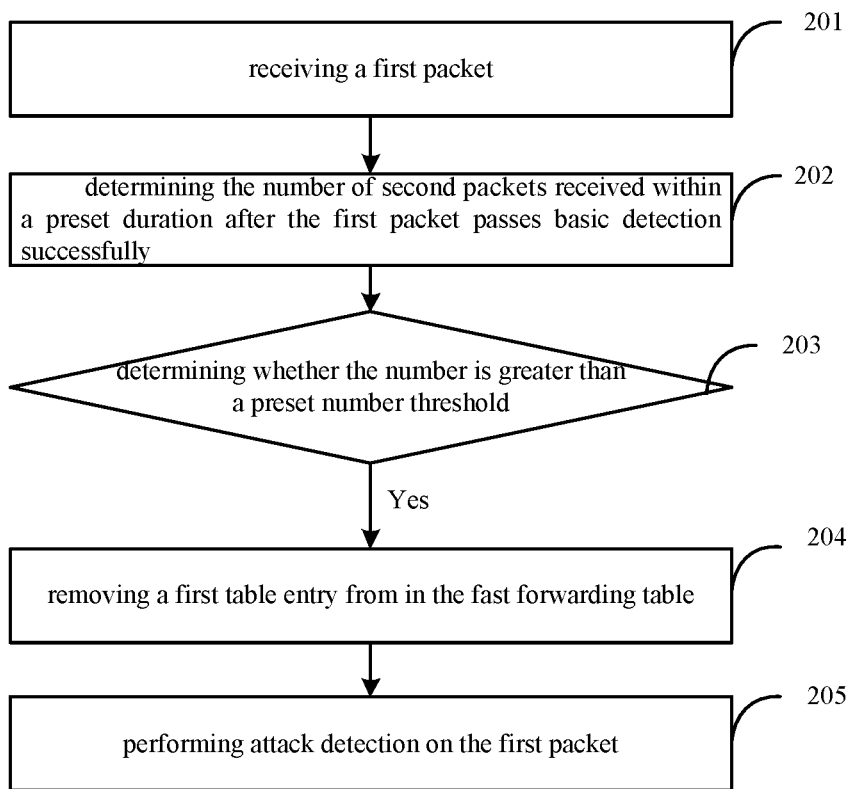 201
receiving a first packet
202
determining the number of second packets received within
a preset duration after the first packet passes basic detection
successfully
203
determining whether the number is greater than
a preset number threshold
Yes
204
removing a first table entry from in the fast forwarding table
205
performing attack detection on the first packet